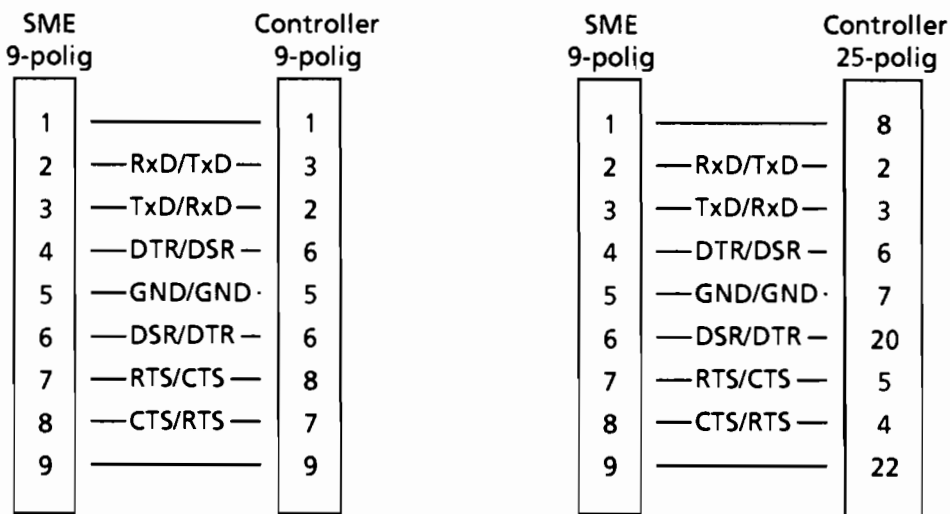 SME Controller
9-polig 9-polig
1 1
2 RxD/TxD 3
3 TxD/RxD 2
4 DTR/DSR 6
5 GND/GND 5
6 DSR/DTR 6
7 RTS/CTS 8
8 CTS/RTS 7
9 9
SME Controller
9-polig 25-polig
1 8
2 RxD/TxD 2
3 TxD/RxD 3
4 DTR/DSR 6
5 GND/GND 7
6 DSR/DTR 20
7 RTS/CTS 5
8 CTS/RTS 4
9 22